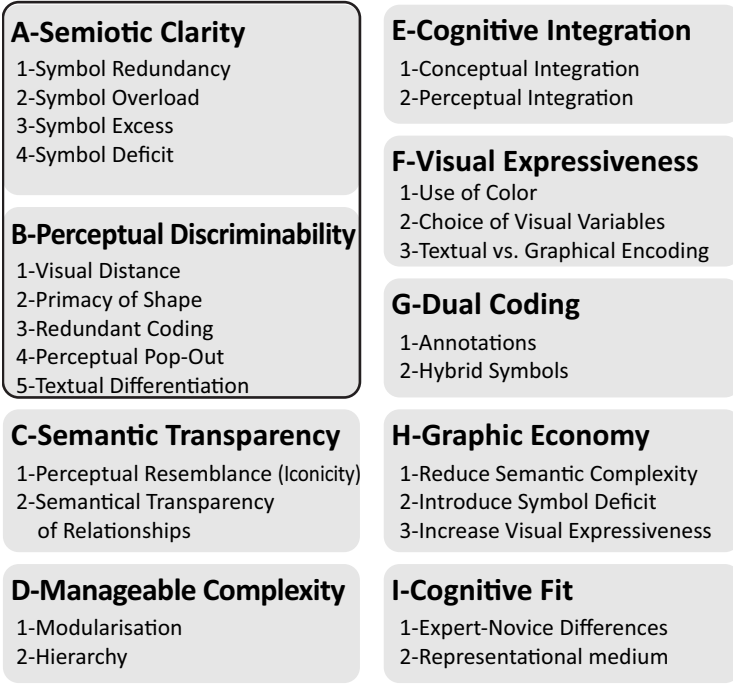 A-Semiotic Clarity
1-Symbol Redundancy
2-Symbol Overload
3-Symbol Excess
4-Symbol Deficit
B-Perceptual Discriminability
1-Visual Distance
2-Primacy of Shape
3-Redundant Coding
4-Perceptual Pop-Out
5-Textual Differentiation
C-Semantic Transparency
1-Perceptual Resemblance (Iconicity)
2-Semantical Transparency
of Relationships
D-Manageable Complexity
1-Modularisation
2-Hierarchy
E-Cognitive Integration
1-Conceptual Integration
2-Perceptual Integration
F-Visual Expressiveness
1-Use of Color
2-Choice of Visual Variables
3-Textual vs. Graphical Encoding
G-Dual Coding
1-Annotations
2-Hybrid Symbols
H-Graphic Economy
1-Reduce Semantic Complexity
2-Introduce Symbol Deficit
3-Increase Visual Expressiveness
I-Cognitive Fit
1-Expert-Novice Differences
2-Representational medium